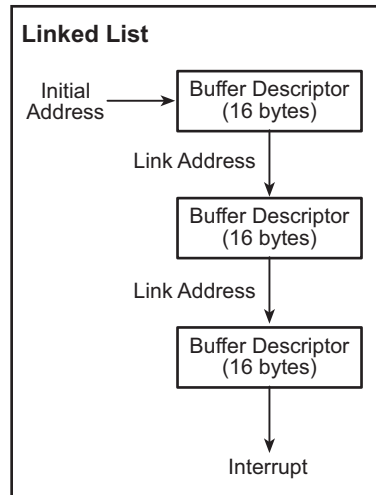 Linked List
Initial
Address
Buffer Descriptor
(16 bytes)
Link Address
Buffer Descriptor
(16 bytes)
Link Address
Buffer Descriptor
(16 bytes)
Interrupt